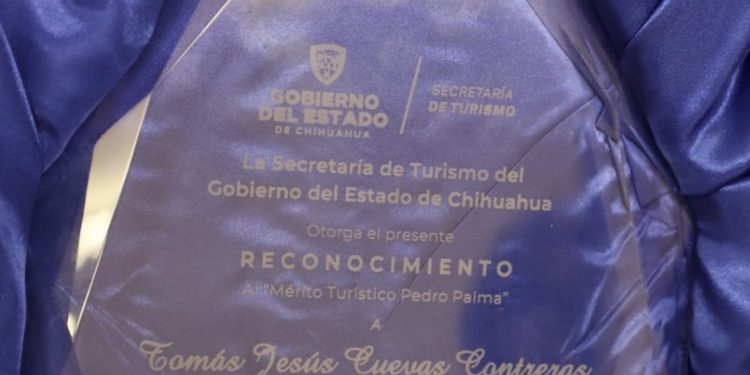 GOBIERNO
DEL ESTADO
DE CHIHUAHUA
SECRETARÍA
DE TURISMO
La Secretaría de Turismo del
Gobierno del Estado de Chihuahua
Otorga el presente
RECONOCIMIENTO
Al "Mérito Turístico Pedro Palma"
A
Tomás Jesús Cuevas Contreras